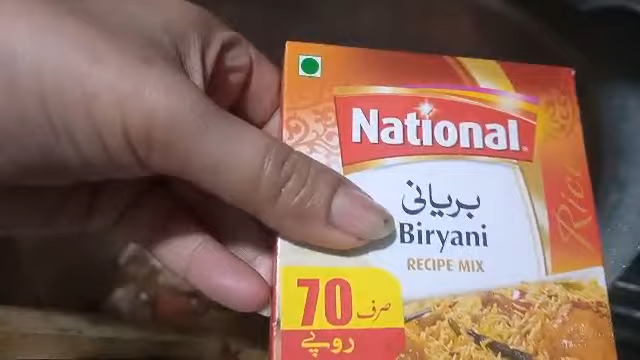 National
بریانی
Biryani
RECIPE MIX
Rice
70 صرف
روپے